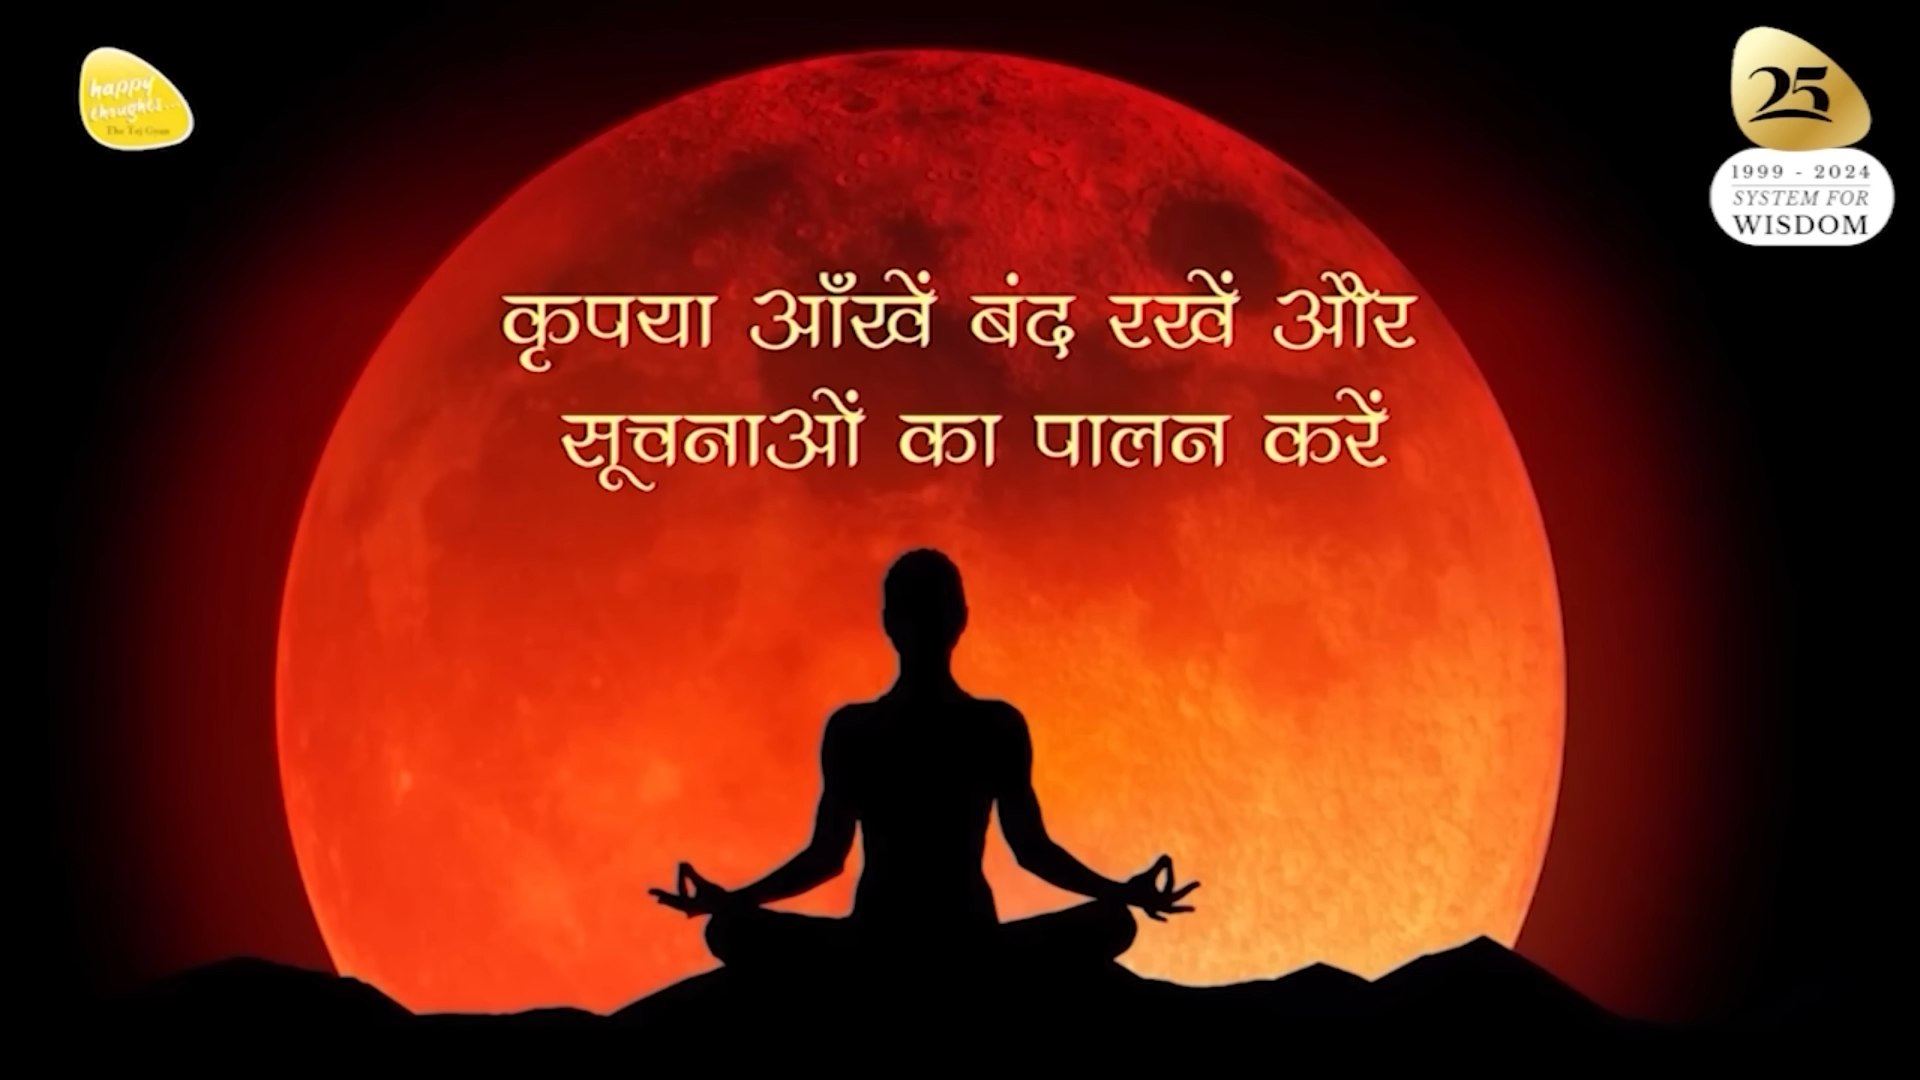 happy
thoughts...
The Tej Gyan
25
1999 - 2024
SYSTEM FOR
WISDOM
कृपया आँखें बंद रखें और
सूचनाओं का पालन करें